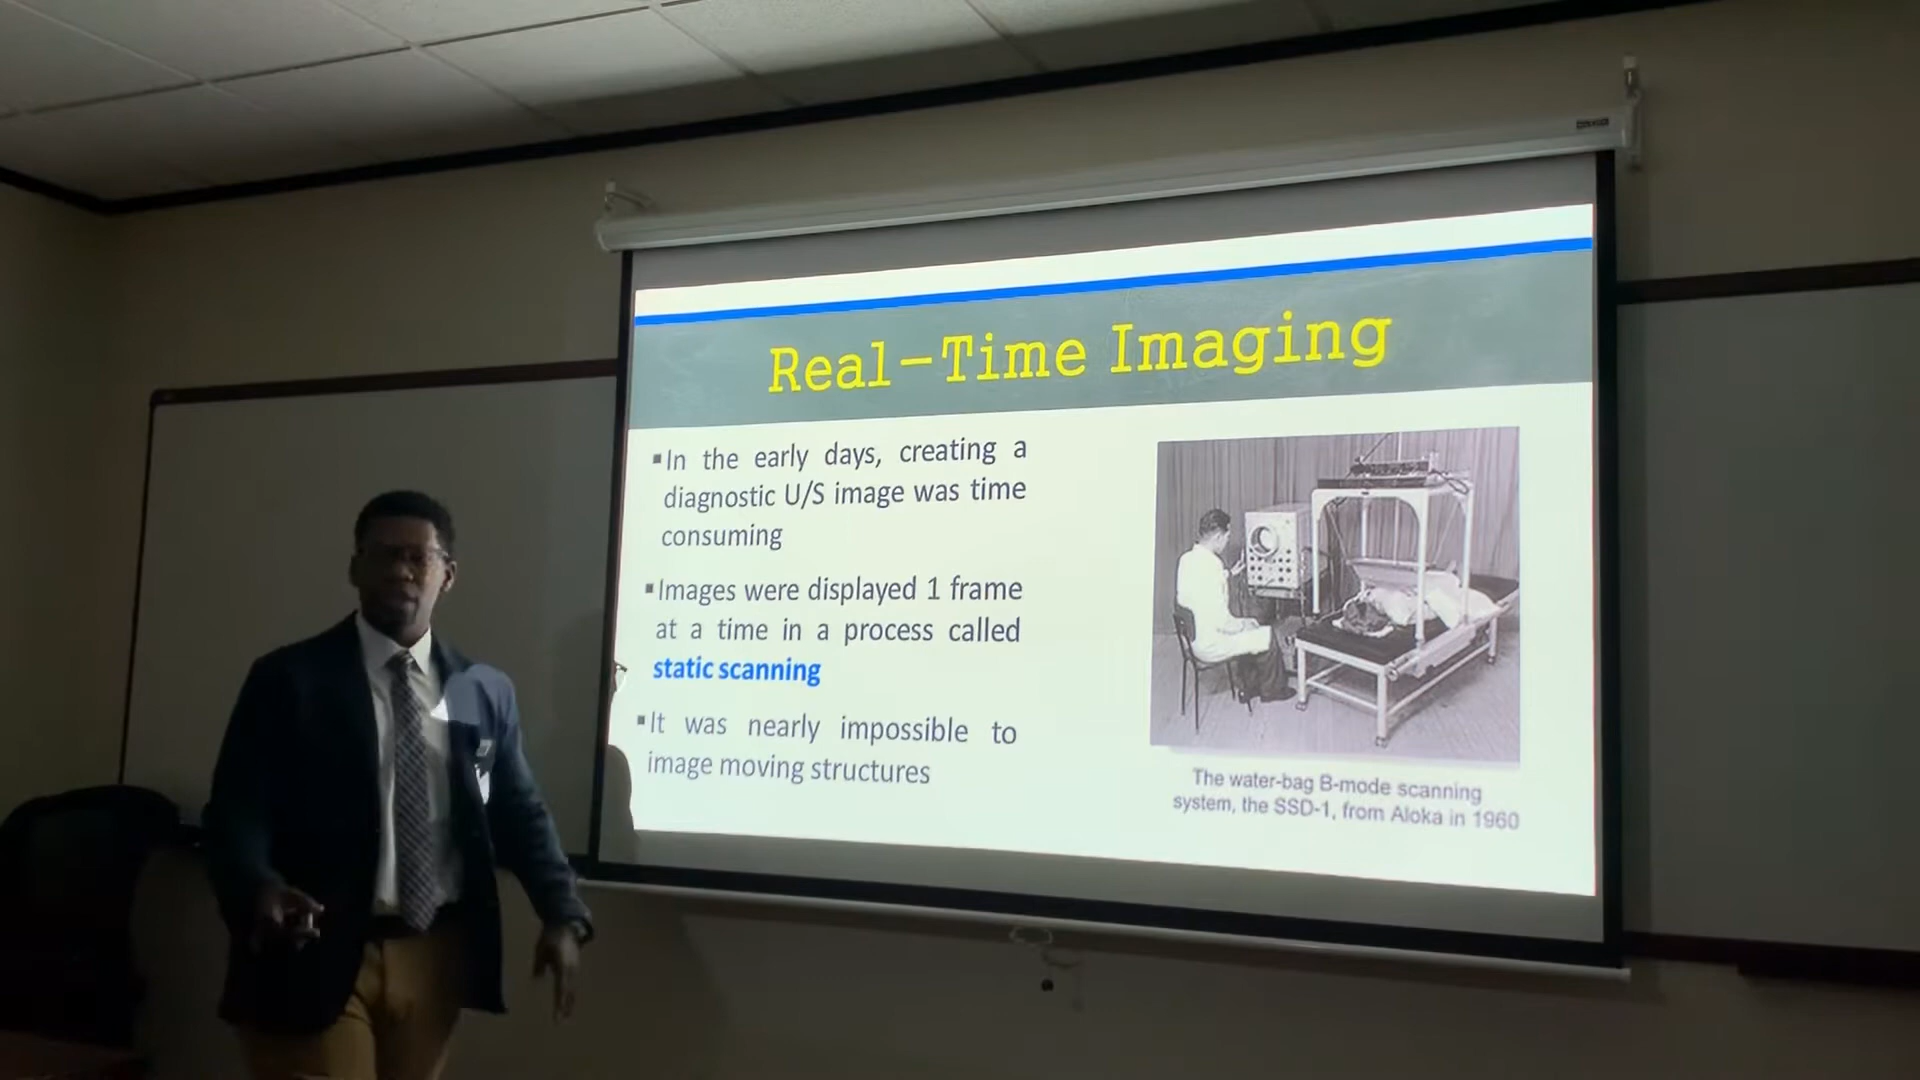 Real-Time Imaging
▪In the early days, creating a
diagnostic U/S image was time
consuming
▪Images were displayed 1 frame
at a time in a process called
static scanning
▪It was nearly impossible to
image moving structures
The water-bag B-mode scanning
system, the SSD-1, from Aloka in 1960